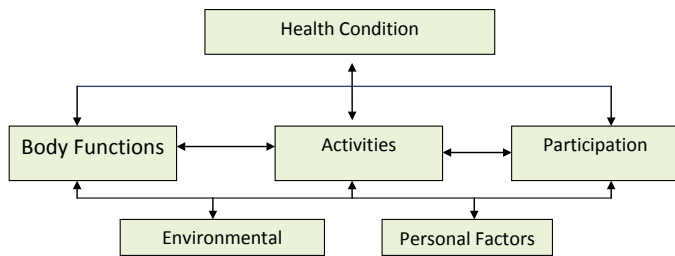 Health Condition
Body Functions
Activities
Participation
Environmental
Personal Factors